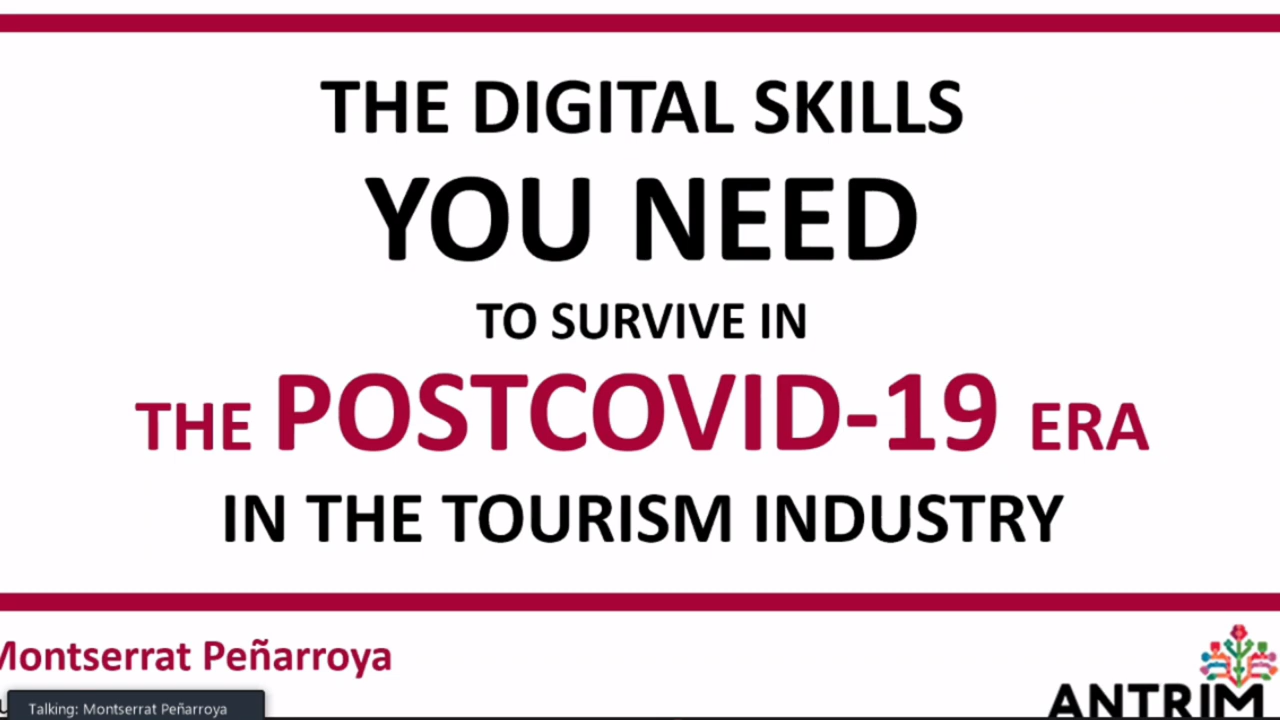 THE DIGITAL SKILLS
YOU NEED
TO SURVIVE IN
THE POSTCOVID-19 ERA
IN THE TOURISM INDUSTRY
Montserrat Peñarroya
Talking: Montserrat Peñarroya
ANTRIM